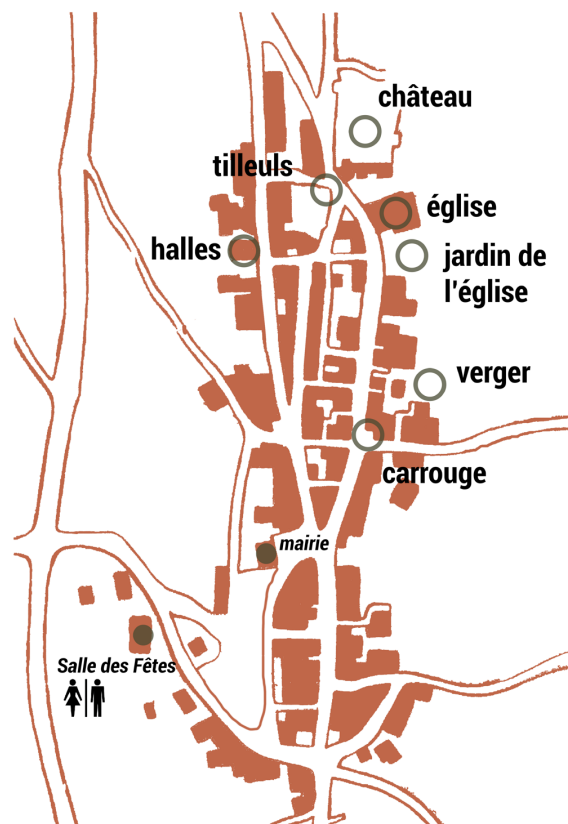 château
tilleuls
église
halles
jardin de
l'église
verger
carrouge
mairie
Salle des Fêtes